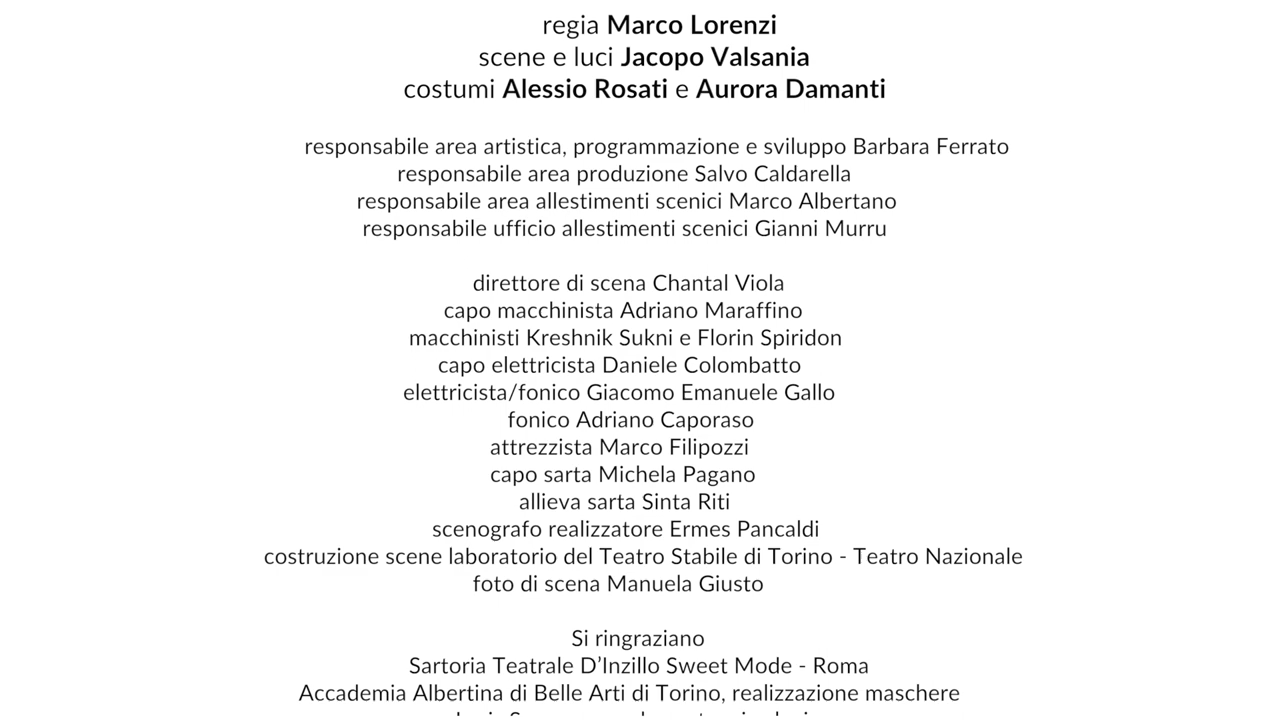 regia Marco Lorenzi
scene e luci Jacopo Valsania
costumi Alessio Rosati e Aurora Damanti
responsabile area artistica, programmazione e sviluppo Barbara Ferrato
responsabile area produzione Salvo Caldarella
responsabile area allestimenti scenici Marco Albertano
responsabile ufficio allestimenti scenici Gianni Murru
direttore di scena Chantal Viola
capo macchinista Adriano Maraffino
macchinisti Kreshnik Sukni e Florin Spiridon
capo elettricista Daniele Colombatto
elettricista/fonico Giacomo Emanuele Gallo
fonico Adriano Caporaso
attrezzista Marco Filipozzi
capo sarta Michela Pagano
allieva sarta Sinta Riti
scenografo realizzatore Ermes Pancaldi
costruzione scene laboratorio del Teatro Stabile di Torino - Teatro Nazionale
foto di scena Manuela Giusto
Si ringraziano
Sartoria Teatrale D’Inzillo Sweet Mode - Roma
Accademia Albertina di Belle Arti di Torino, realizzazione maschere